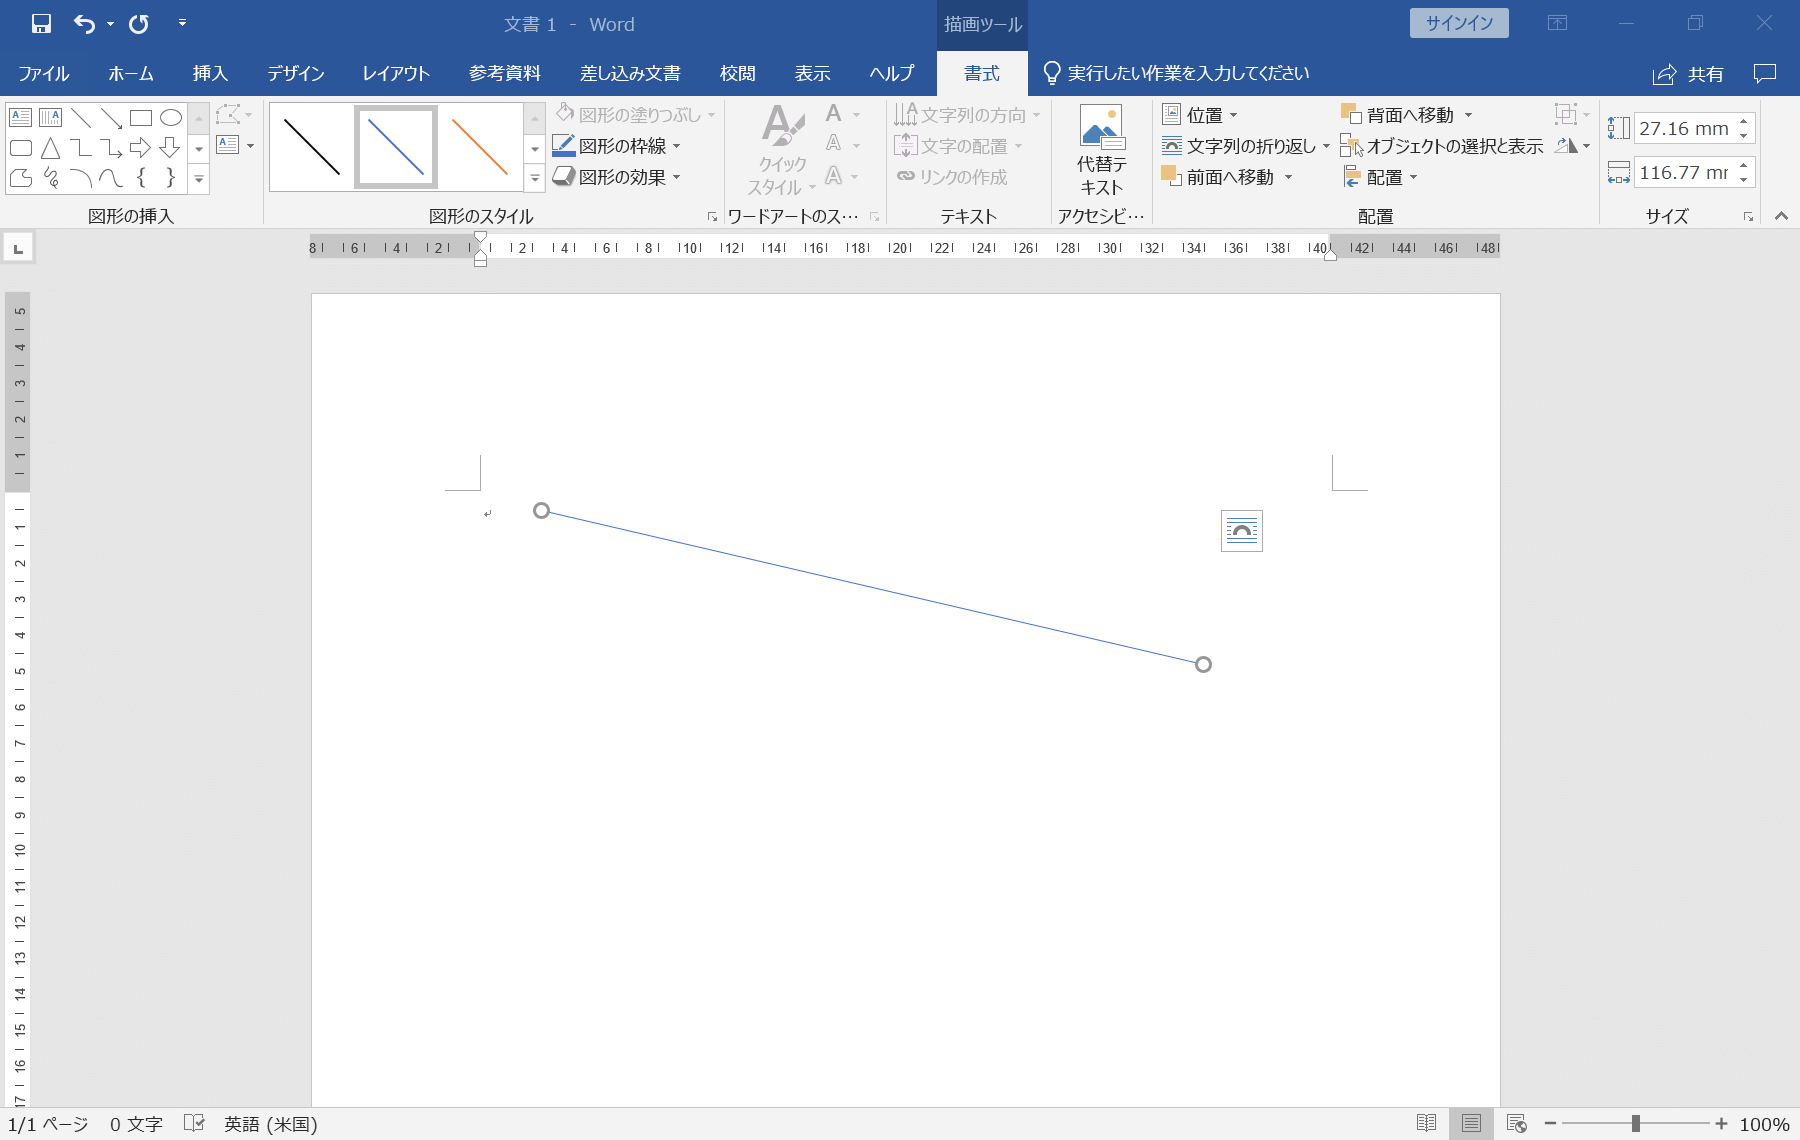 文書 1 - Word
描画ツール
サインイン
ファイル ホーム 挿入 デザイン レイアウト 参考資料 差し込み文書 校閲 表示 ヘルプ 書式 実行したい作業を入力してください 共有
図形の塗りつぶし
図形の枠線
図形の効果
クイック
スタイル
文字列の方向
文字の配置
リンクの作成
代替テ
キスト
位置
文字列の折り返し
前面へ移動
背面へ移動
オブジェクトの選択と表示
配置
27.16 mm
116.77 mr
図形の挿入 図形のスタイル ワードアートのス… テキスト アクセシビ… 配置 サイズ
8 6 4 2 2 4 6 8 10 12 14 16 18 20 22 24 26 28 30 32 34 36 38 40 42 44 46 48
5
4
3
2
1
1
2
3
4
5
6
7
8
9
10
11
12
13
14
15
16
17
1/1 ページ 0 文字 英語 (米国) 100%